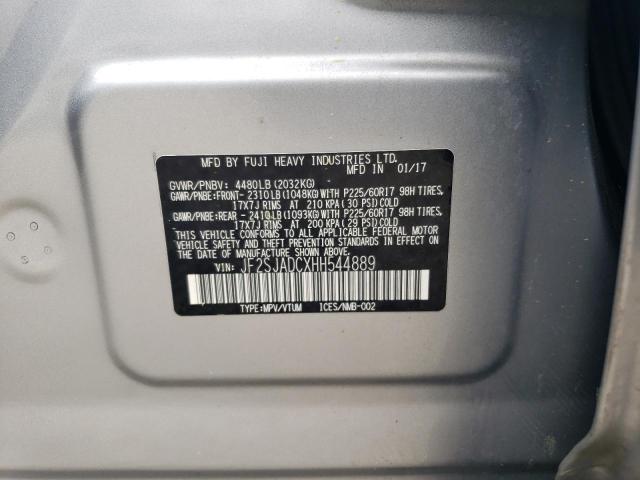 MFD BY FUJI HEAVY INDUSTRIES LTD.
MFD IN 01/17
GVWR/PNBV: 4480LB (2032KG)
GAWR/PNBE:FRONT- 2310LB(1048KG)WITH P225/60R17 98H TIRES,
17X7J RIMS AT 210 KPA ( 30 PSI) COLD
GAWR/PNBE:REAR - 2410LB(1093KG)WITH P225/60R17 98H TIRES,
17X7J RIMS AT 200 KPA ( 29 PSI) COLD
THIS VEHICLE CONFORMS TO ALL APPLICABLE FEDERAL MOTOR
VEHICLE SAFETY AND THEFT PREVENTION STANDARDS
IN EFFECT ON THE DATE OF MANUFACTURE SHOWN ABOVE.
VIN: JF2SJADCXHH544889
TYPE:MPV/VTUM ICES/NMB-002